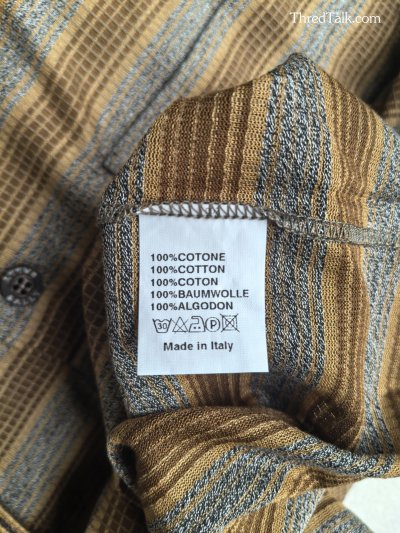 ThredTalk.com
100%COTONE
100%COTTON
100%COTON
100%BAUMWOLLE
100%ALGODON
30 P
Made in Italy